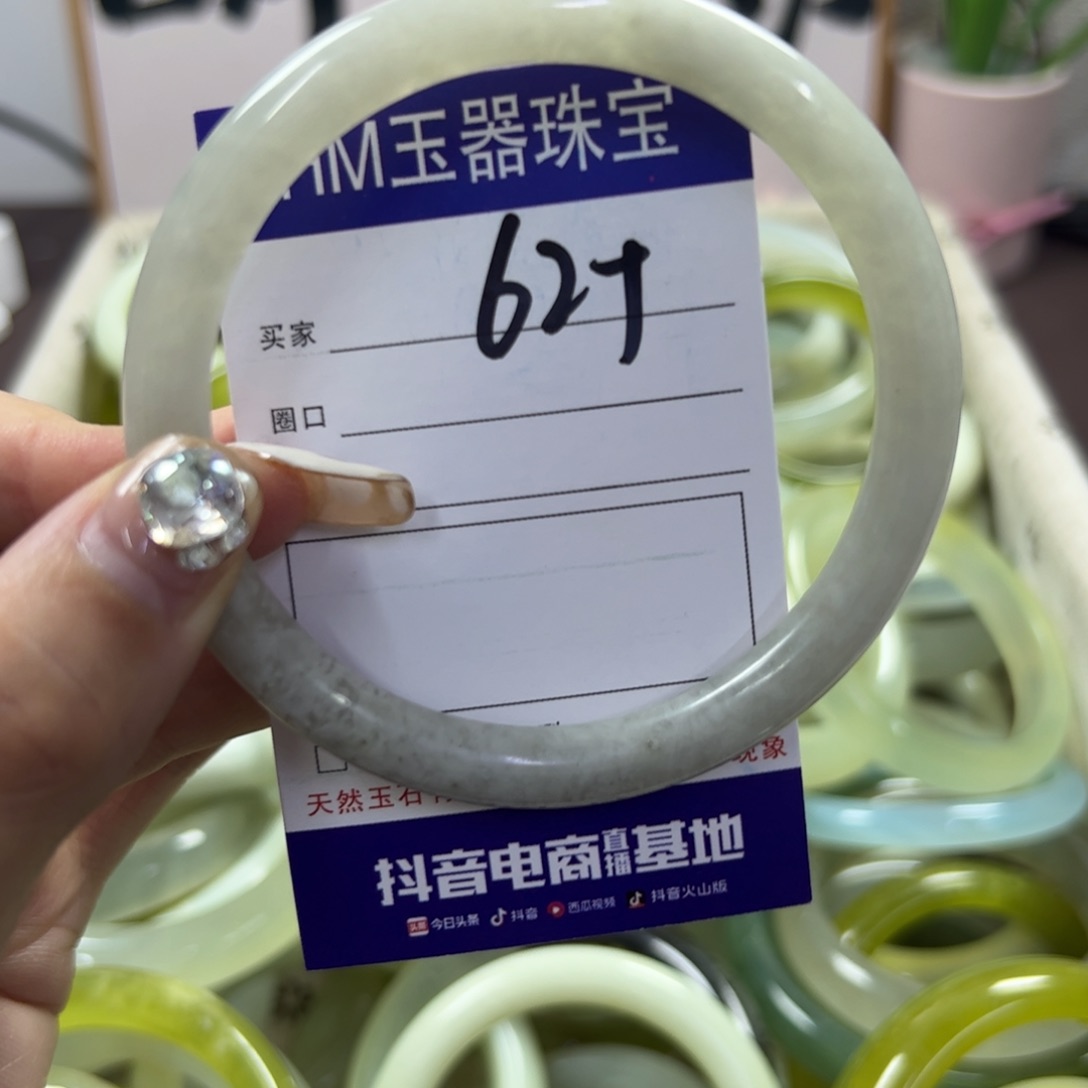 HM玉器珠宝
62+
买家
圈口
天然玉石
现象
抖音电商直播基地
今日头条 抖音 西瓜视频 抖音火山版